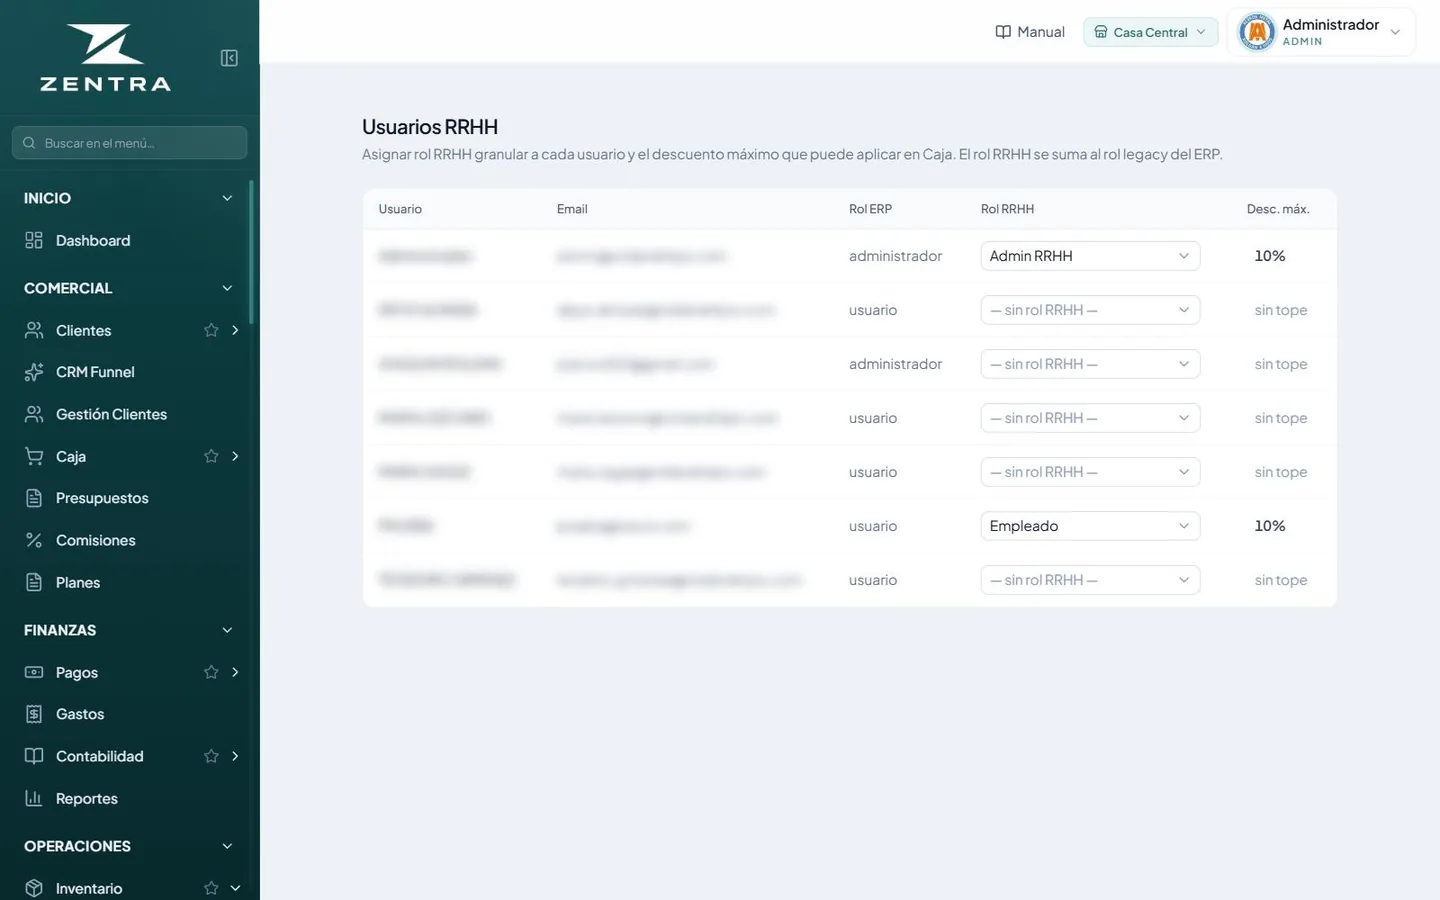 ZENTRA
Manual
Casa Central
Administrador
ADMIN
Buscar en el menú...
INICIO
Dashboard
COMERCIAL
Clientes
CRM Funnel
Gestión Clientes
Caja
Presupuestos
Comisiones
Planes
FINANZAS
Pagos
Gastos
Contabilidad
Reportes
OPERACIONES
Inventario
Usuarios RRHH
Asignar rol RRHH granular a cada usuario y el descuento máximo que puede aplicar en Caja. El rol RRHH se suma al rol legacy del ERP.
Usuario Email Rol ERP Rol RRHH Desc. máx.
administrador Admin RRHH 10%
usuario — sin rol RRHH — sin tope
administrador — sin rol RRHH — sin tope
usuario — sin rol RRHH — sin tope
usuario — sin rol RRHH — sin tope
usuario Empleado 10%
usuario — sin rol RRHH — sin tope